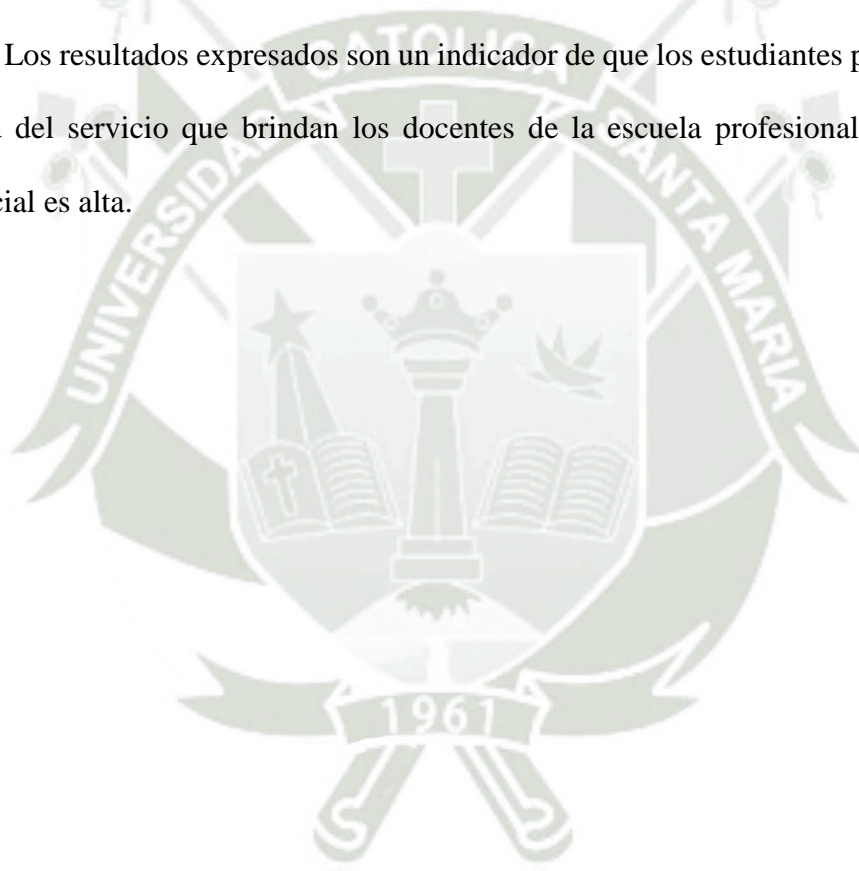 Los resultados expresados son un indicador de que los estudiantes
del servicio que brindan los docentes de la escuela profesional
es alta.
UNIVERSIDAD CATOLICA SANTA MARIA
1961